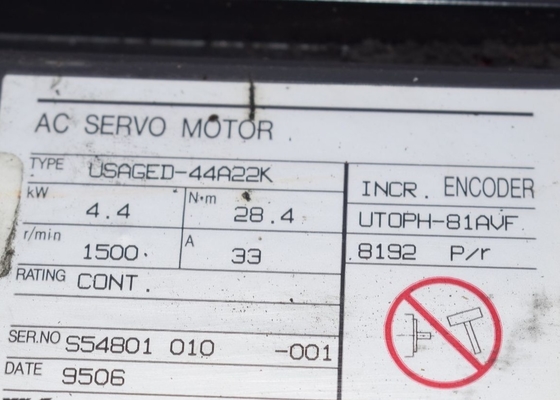 AC SERVO MOTOR
TYPE USAGED-44A22K
kW 4.4 N·m 28.4
r/min 1500 A 33
RATING CONT.
SER.NO S54801 010 -001
DATE 9506
INCR. ENCODER
UTOPH-81AVF
8192 P/r